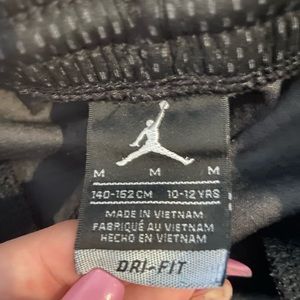 M M M
140-152 CM 10-12 YRS
MADE IN VIETNAM
FABRIQUÉ AU VIETNAM
HECHO EN VIETNAM
DRI-FIT